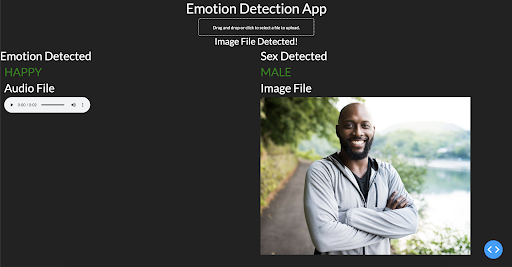 Emotion Detection App
Drag and drop or click to select a file to upload.
Image File Detected!
Emotion Detected
HAPPY
Audio File
0:00 / 0:02
Sex Detected
MALE
Image File